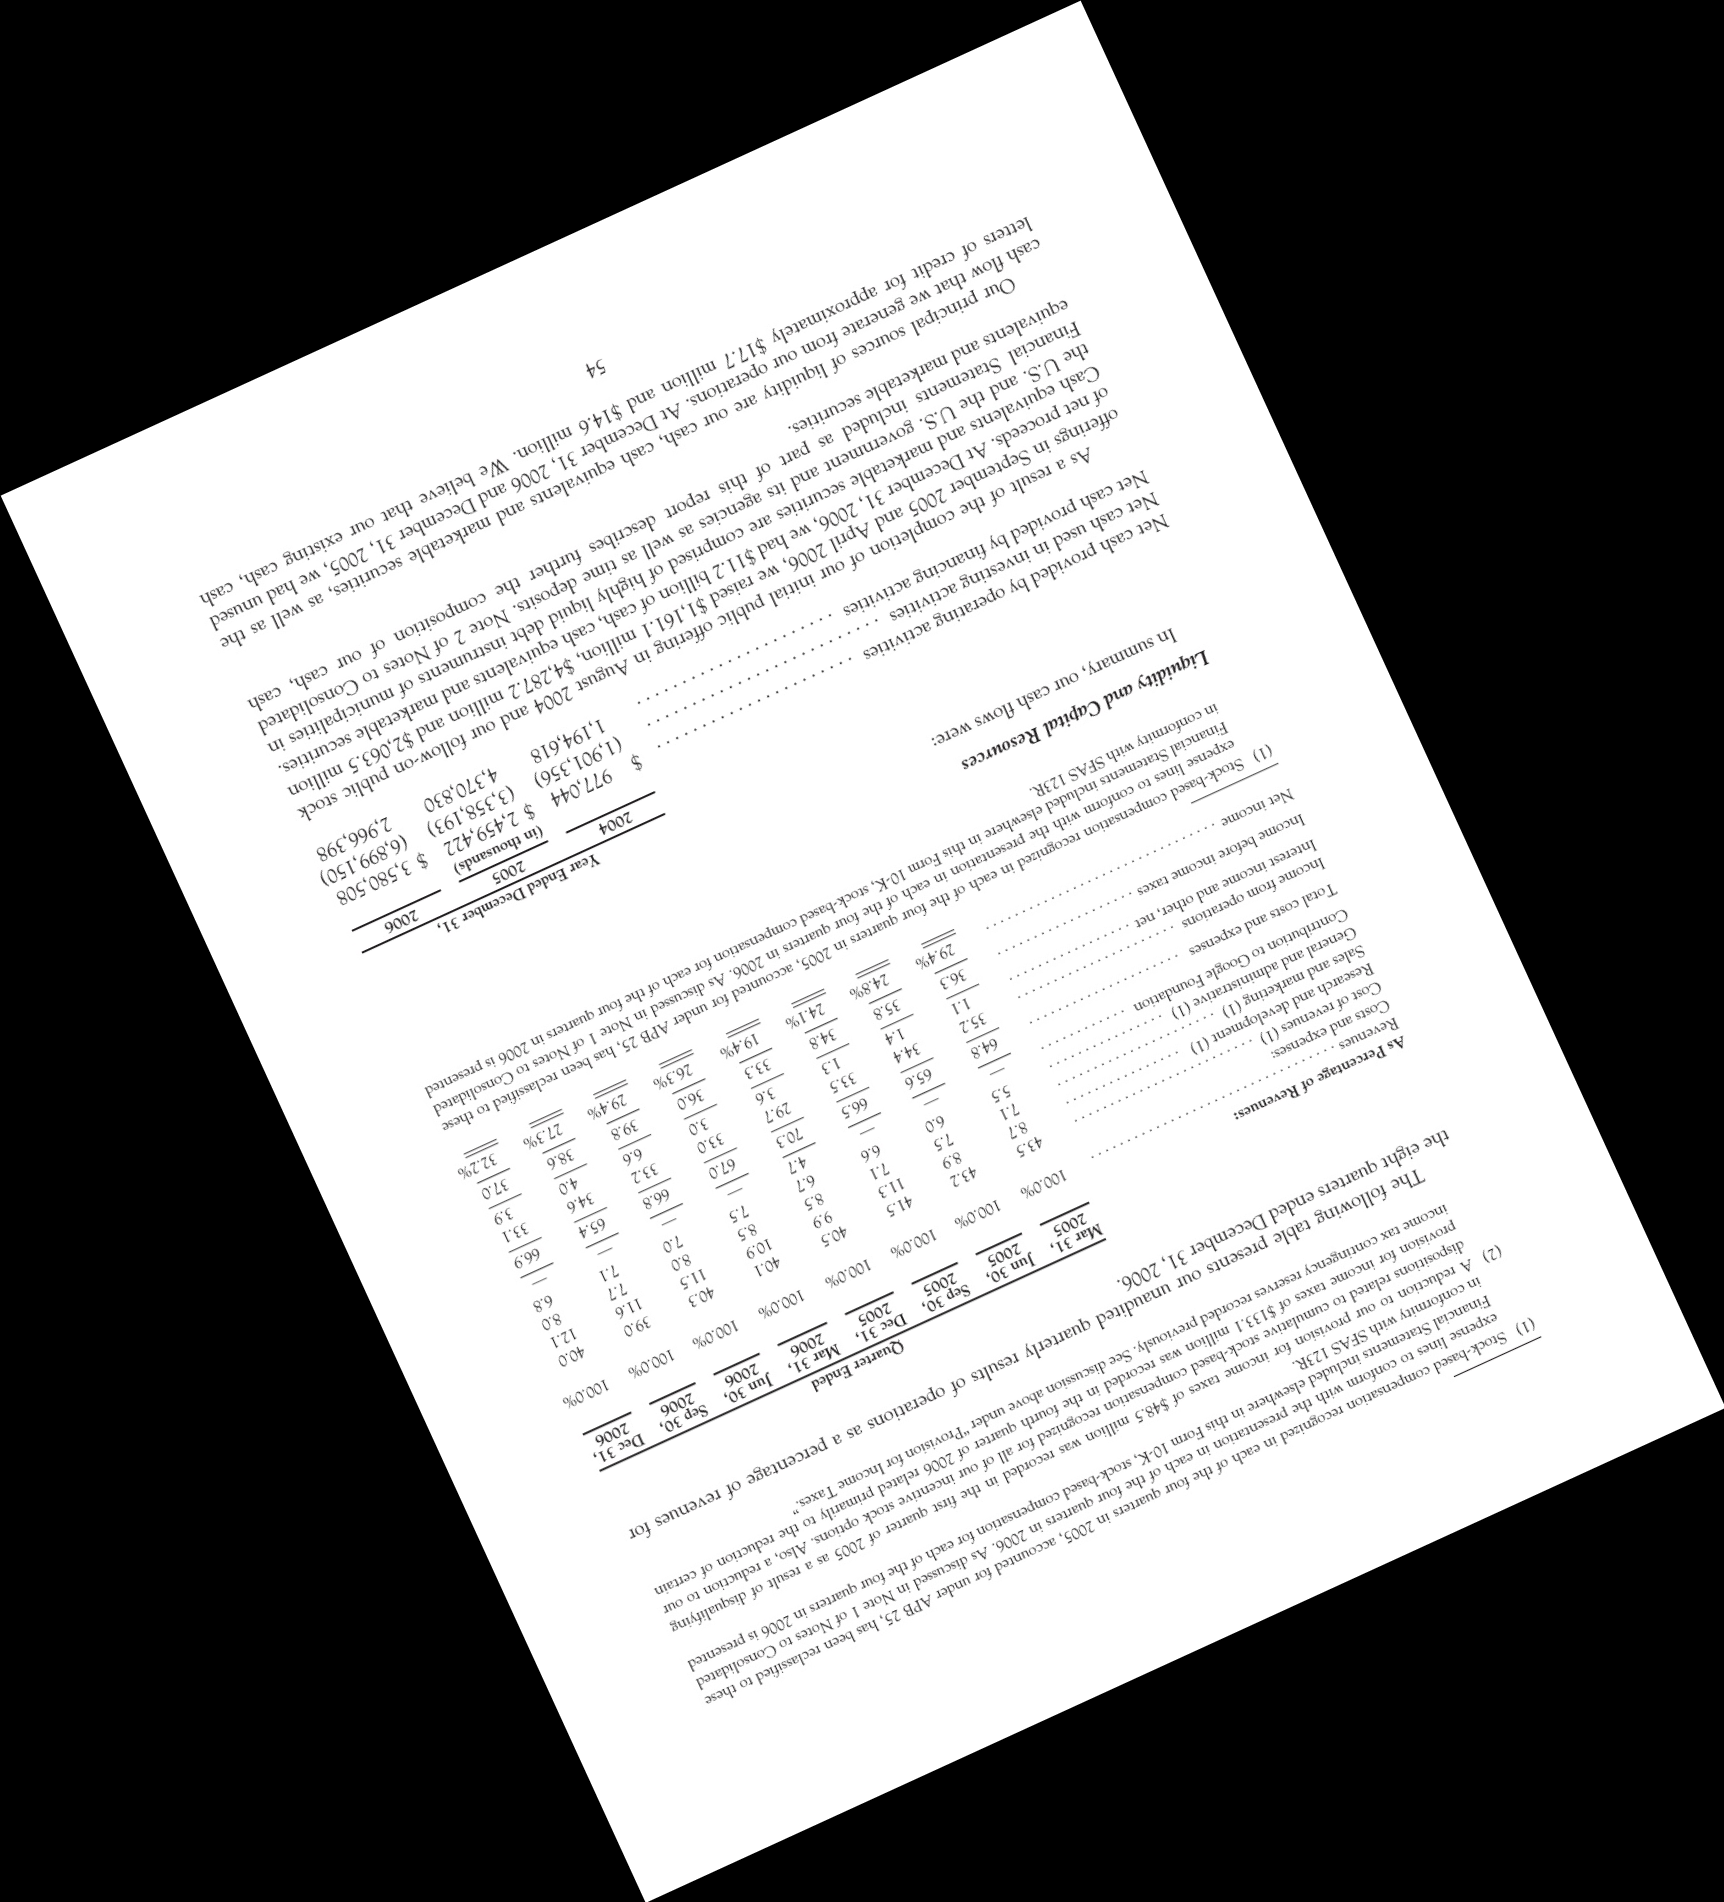 (1) Stock-based compensation recognized in each of the four quarters in 2005, accounted for under APB 25, has been reclassified to these
expense lines to conform with the presentation in each of the four quarters in 2006. As discussed in Note 1 of Notes to Consolidated
Financial Statements included elsewhere in this Form 10-K, stock-based compensation for each of the four quarters in 2006 is presented
in conformity with SFAS 123R.
(2) A reduction to our provision for income taxes of $48.5 million was recorded in the first quarter of 2005 as a result of disqualifying
dispositions related to cumulative stock-based compensation recognized for all of our incentive stock options. Also, a reduction to our
provision for income taxes of $133.1 million was recorded in the fourth quarter of 2006 related primarily to the reduction of certain
income tax contingency reserves recorded previously. See discussion above under “Provision for Income Taxes.”
The following table presents our unaudited quarterly results of operations as a percentage of revenues for
the eight quarters ended December 31, 2006.
Quarter Ended
Mar 31, Jun 30, Sep 30, Dec 31, Mar 31, Jun 30, Sep 30, Dec 31,
2005 2005 2005 2005 2006 2006 2006 2006
As Percentage of Revenues:
Revenues 100.0% 100.0% 100.0% 100.0% 100.0% 100.0% 100.0% 100.0%
Costs and expenses:
Cost of revenues (1) 43.5 43.2 41.5 40.5 40.1 40.3 39.0 40.0
Research and development (1) 8.7 8.9 11.3 9.9 10.9 11.5 11.6 12.1
Sales and marketing (1) 7.1 7.5 7.1 8.5 8.5 8.0 7.7 8.0
General and administrative (1) 5.5 6.0 6.6 6.7 7.5 7.0 7.1 6.8
Contribution to Google Foundation — — — 4.7 — — — —
Total costs and expenses 64.8 65.6 66.5 70.3 67.0 66.8 65.4 66.9
Income from operations 35.2 34.4 33.5 29.7 33.0 33.2 34.6 33.1
Interest income and other, net 1.1 1.4 1.3 3.6 3.0 6.6 4.0 3.9
Income before income taxes 36.3 35.8 34.8 33.3 36.0 39.8 38.6 37.0
Net income 29.4% 24.8% 24.1% 19.4% 26.3% 29.4% 27.3% 32.2%
(1) Stock-based compensation recognized in each of the four quarters in 2005, accounted for under APB 25, has been reclassified to these
expense lines to conform with the presentation in each of the four quarters in 2006. As discussed in Note 1 of Notes to Consolidated
Financial Statements included elsewhere in this Form 10-K, stock-based compensation for each of the four quarters in 2006 is presented
in conformity with SFAS 123R.
Liquidity and Capital Resources
In summary, our cash flows were:
Year Ended December 31,
2004 2005 2006
(in thousands)
Net cash provided by operating activities $ 977,044 $ 2,459,422 $ 3,580,508
Net cash used in investing activities (1,901,356) (3,358,193) (6,899,150)
Net cash provided by financing activities 1,194,618 4,370,830 2,966,398
As a result of the completion of our initial public offering in August 2004 and our follow-on public stock
offerings in September 2005 and April 2006, we raised $1,161.1 million, $4,287.2 million and $2,063.5 million
of net proceeds. At December 31, 2006, we had $11.2 billion of cash, cash equivalents and marketable securities.
Cash equivalents and marketable securities are comprised of highly liquid debt instruments of municipalities in
the U.S. and the U.S. government and its agencies as well as time deposits. Note 2 of Notes to Consolidated
Financial Statements included as part of this report describes further the composition of our cash, cash
equivalents and marketable securities.
Our principal sources of liquidity are our cash, cash equivalents and marketable securities, as well as the
cash flow that we generate from our operations. At December 31, 2006 and December 31, 2005, we had unused
letters of credit for approximately $17.7 million and $14.6 million. We believe that our existing cash, cash
54